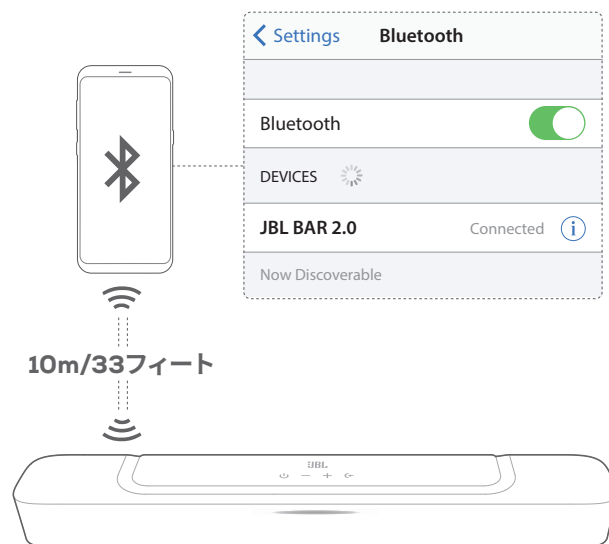 Settings Bluetooth
Bluetooth
DEVICES
JBL BAR 2.0 Connected i
Now Discoverable
10m/33フィート
JBL